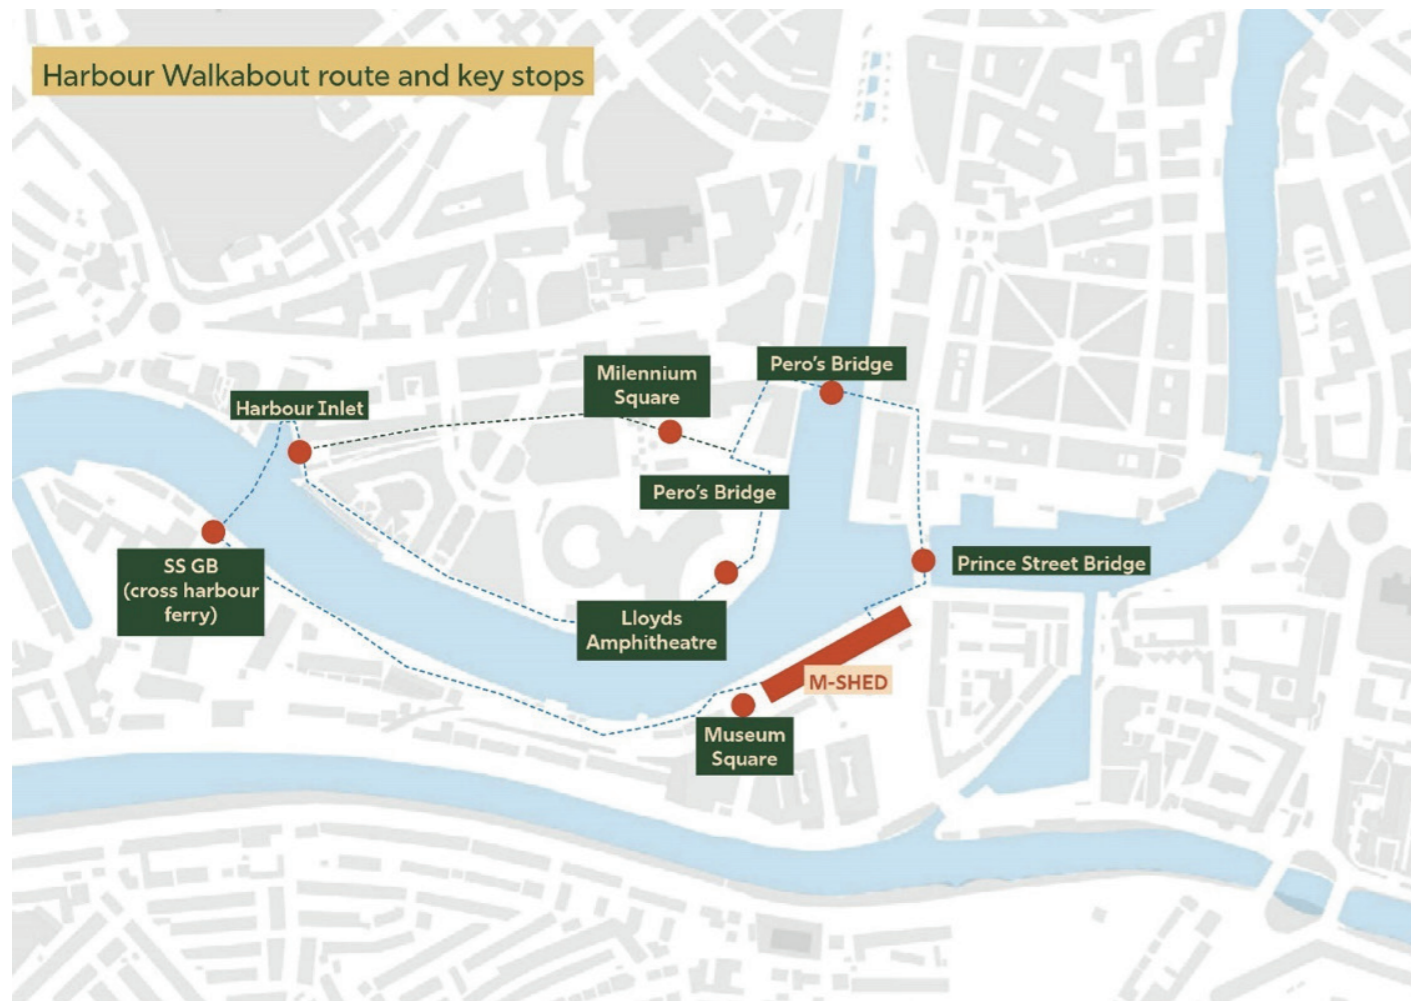 Harbour Walkabout route and key stops
Pero's Bridge
Milennium
Square
Harbour Inlet
Pero's Bridge
SS GB
(cross harbour
ferry)
Prince Street Bridge
Lloyds
Amphitheatre
M-SHED
Museum
Square